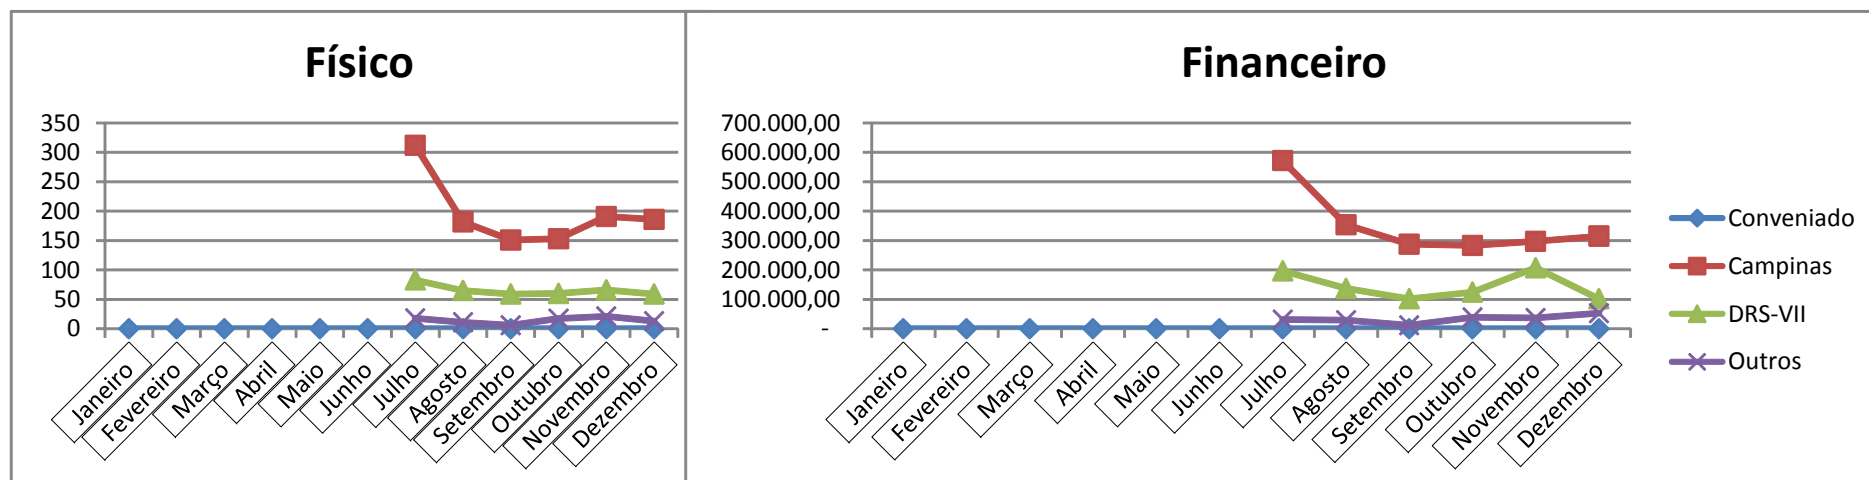 Físico
350
300
250
200
150
100
50
0
Janeiro
Fevereiro
Março
Abril
Maio
Junho
Julho
Agosto
Setembro
Outubro
Novembro
Dezembro
Financeiro
700.000,00
600.000,00
500.000,00
400.000,00
300.000,00
200.000,00
100.000,00
-
Janeiro
Fevereiro
Março
Abril
Maio
Junho
Julho
Agosto
Setembro
Outubro
Novembro
Dezembro
Conveniado
Campinas
DRS-VII
Outros